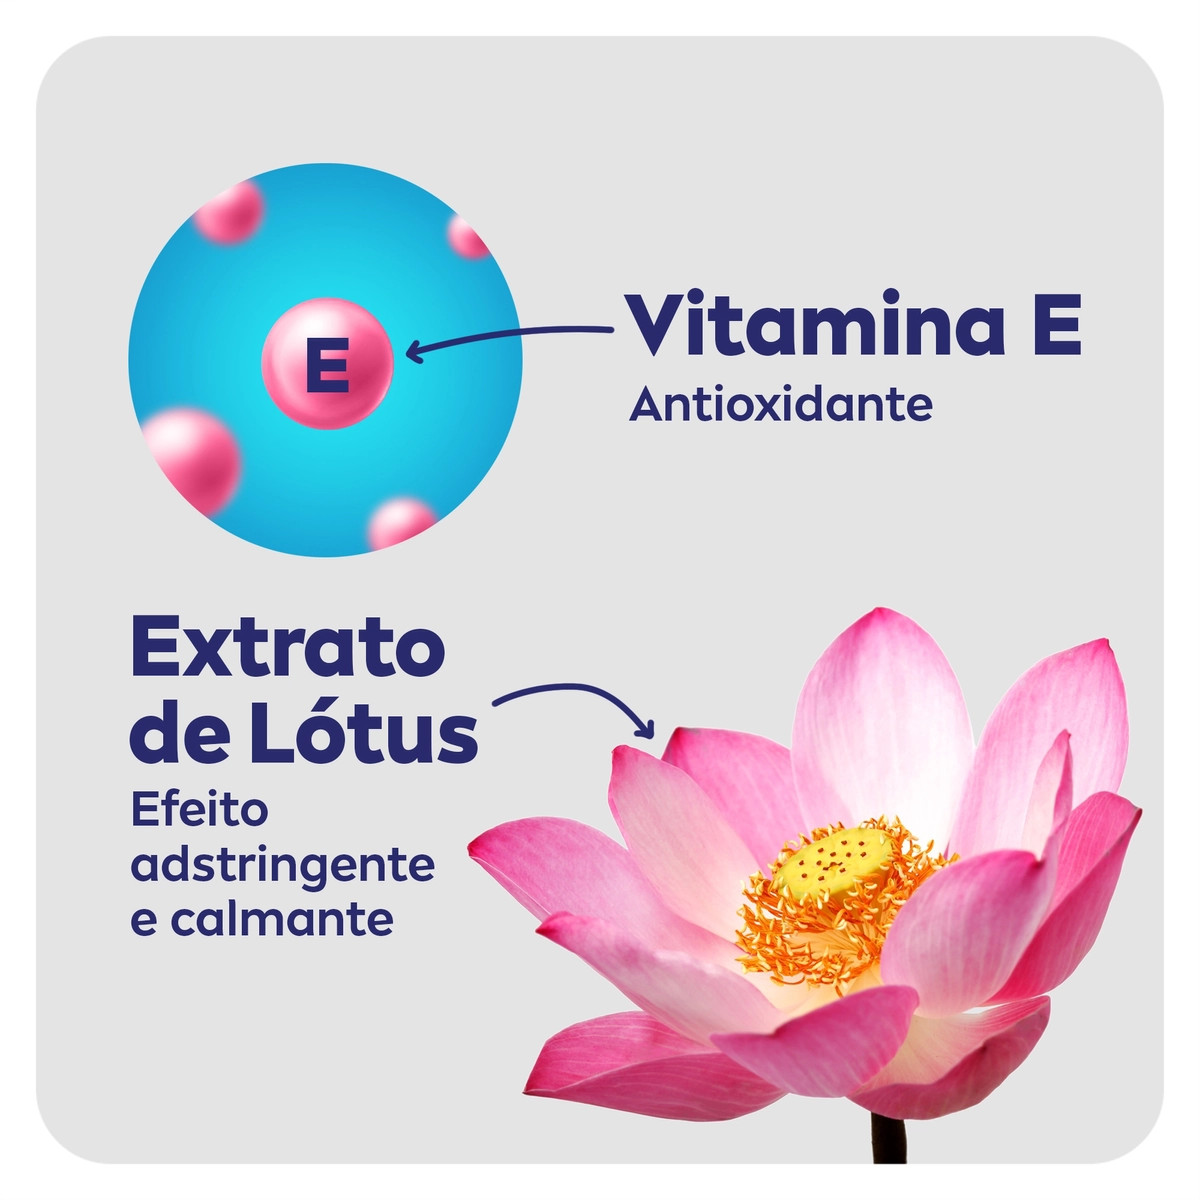 E
Vitamina E
Antioxidante
Extrato
de Lótus
Efeito
adstringente
e calmante